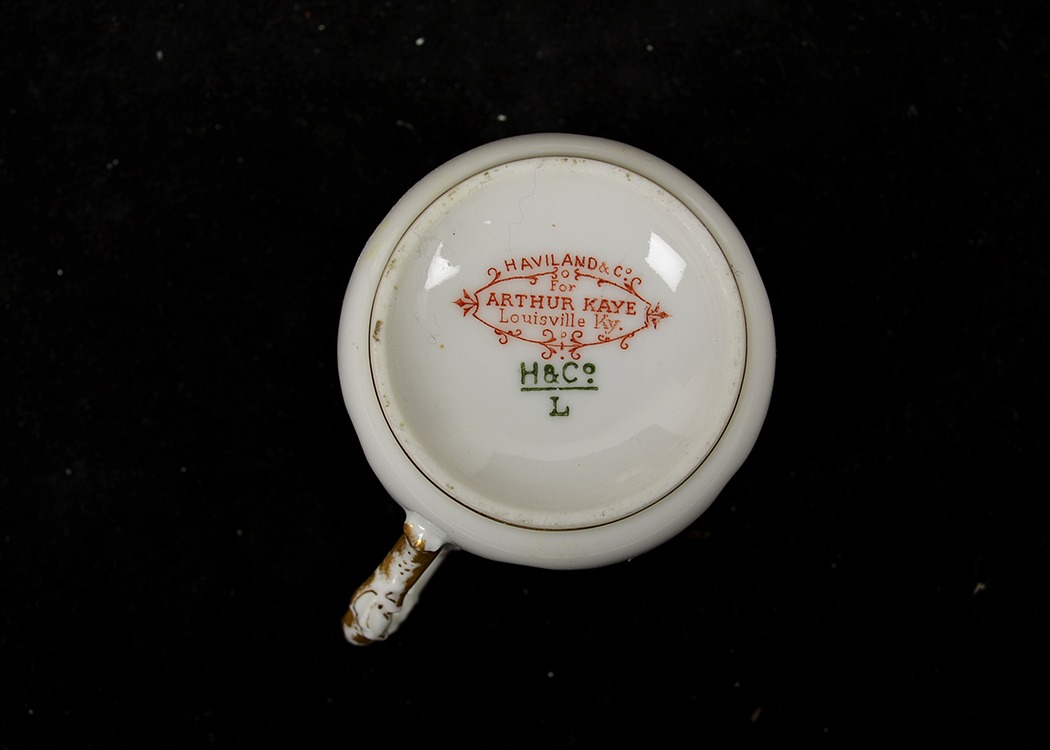 HAVILAND & Co.
For
ARTHUR KAYE
Louisville Ky.
H&Co
L